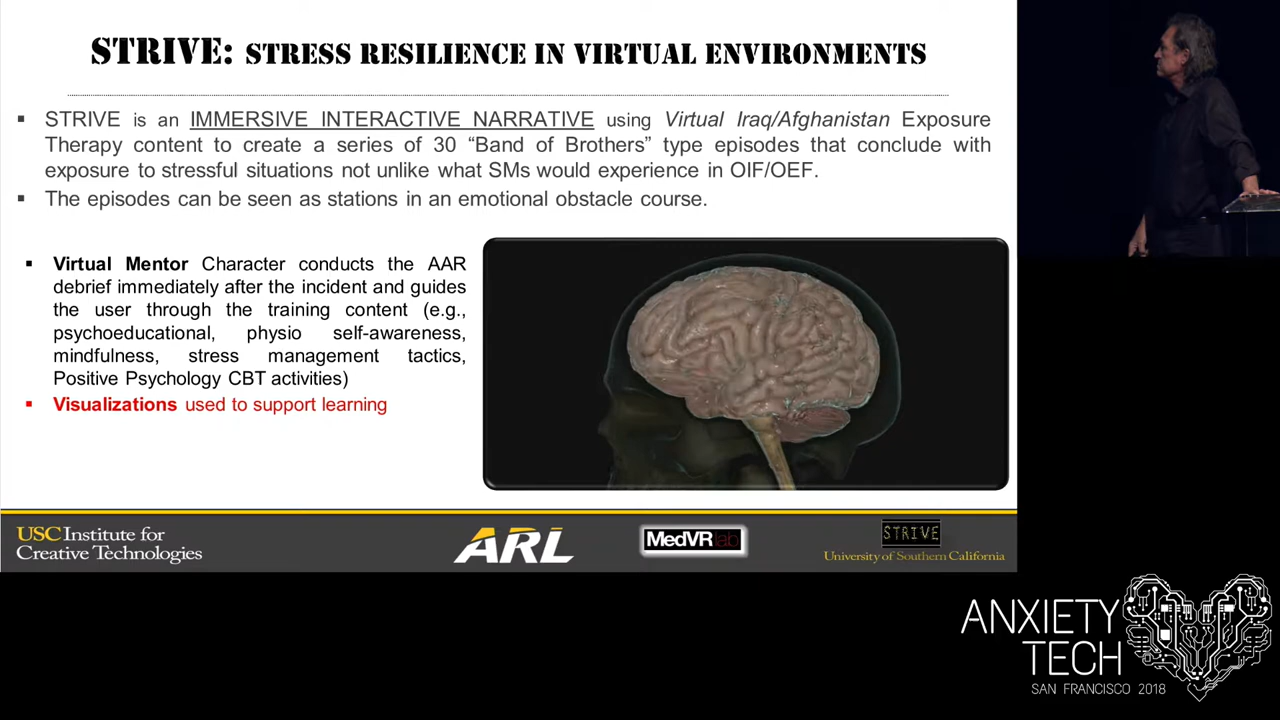 STRIVE: STRESS RESILIENCE IN VIRTUAL ENVIRONMENTS
▪ STRIVE is an IMMERSIVE INTERACTIVE NARRATIVE using Virtual Iraq/Afghanistan Exposure
Therapy content to create a series of 30 “Band of Brothers” type episodes that conclude with
exposure to stressful situations not unlike what SMs would experience in OIF/OEF.
▪ The episodes can be seen as stations in an emotional obstacle course.
▪ Virtual Mentor Character conducts the AAR
debrief immediately after the incident and guides
the user through the training content (e.g.,
psychoeducational, physio self-awareness,
mindfulness, stress management tactics,
Positive Psychology CBT activities)
▪ Visualizations used to support learning
USC Institute for
Creative Technologies
ARL
MedVR lab
STRIVE
University of Southern California
ANXIETY
TECH
SAN FRANCISCO 2018